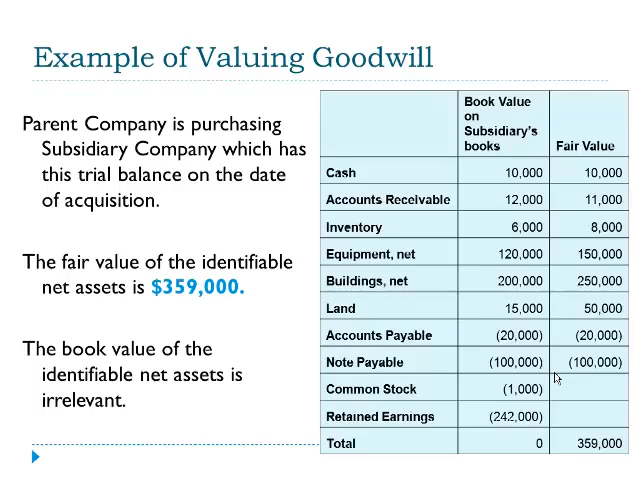 Example of Valuing Goodwill
Parent Company is purchasing
Subsidiary Company which has
this trial balance on the date
of acquisition.
The fair value of the identifiable
net assets is $359,000.
The book value of the
identifiable net assets is
irrelevant.
Book Value
on
Subsidiary's
books Fair Value
Cash 10,000 10,000
Accounts Receivable 12,000 11,000
Inventory 6,000 8,000
Equipment, net 120,000 150,000
Buildings, net 200,000 250,000
Land 15,000 50,000
Accounts Payable (20,000) (20,000)
Note Payable (100,000) (100,000)
Common Stock (1,000)
Retained Earnings (242,000)
Total 0 359,000